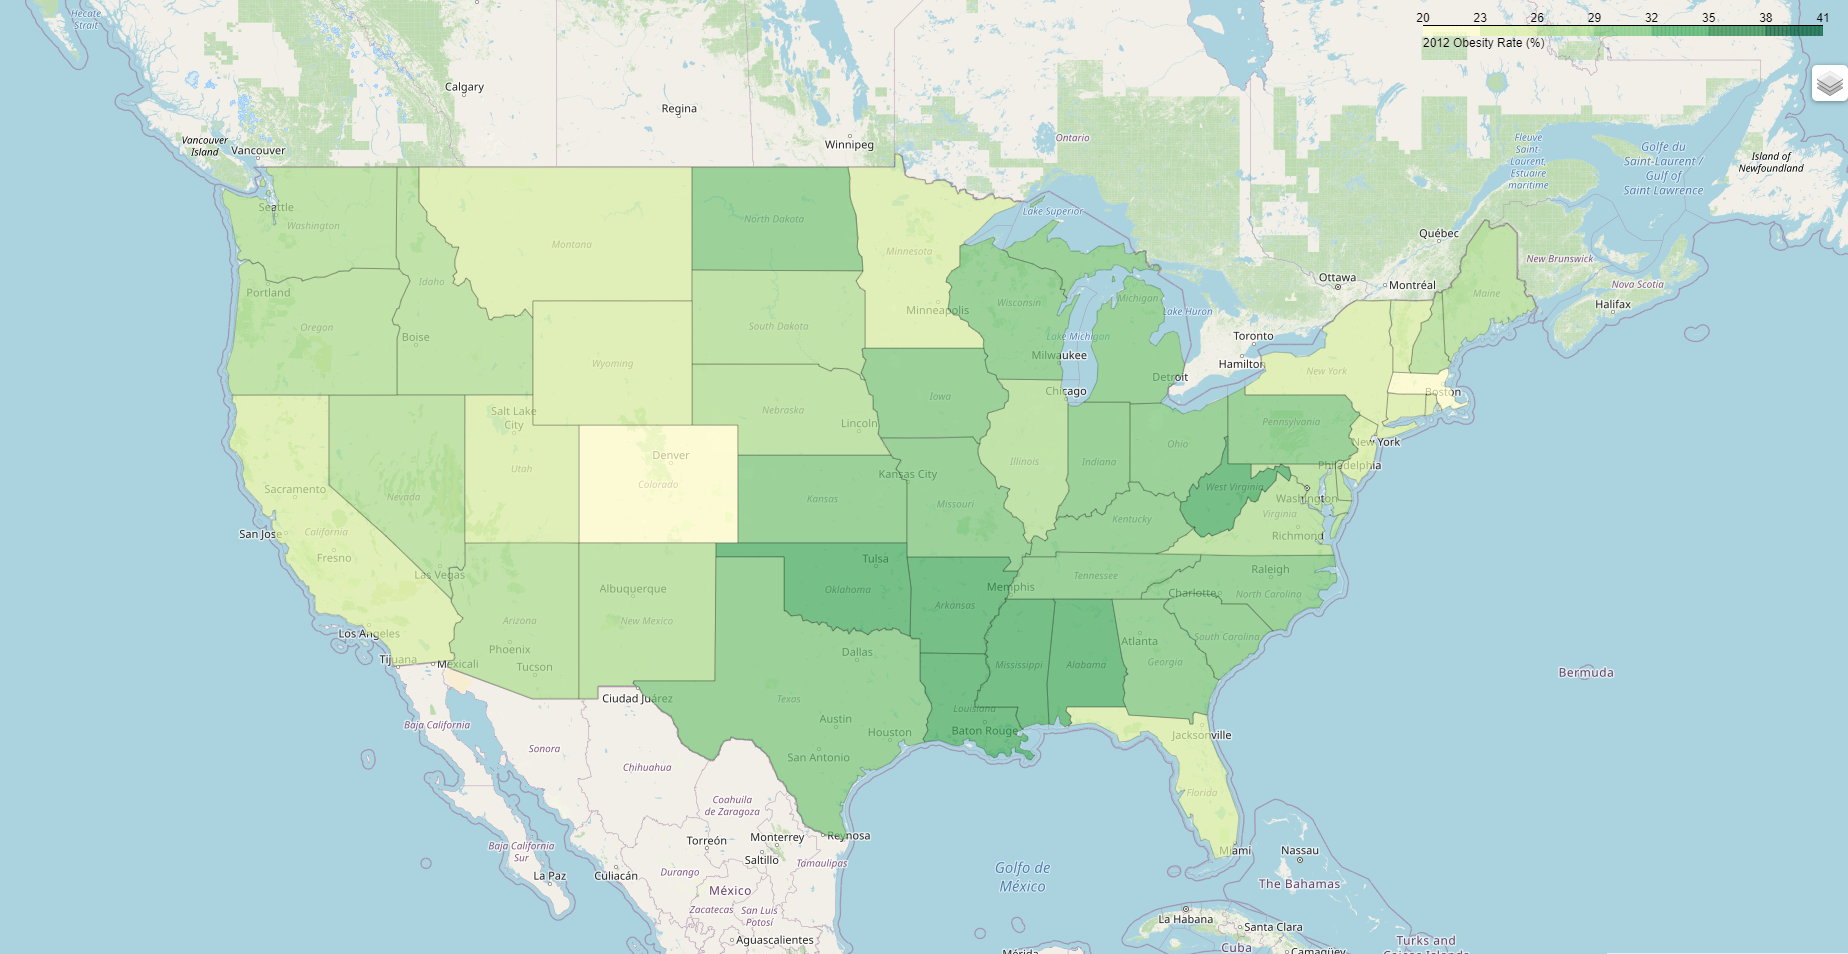 Hecate
Strait
20 23 26 29 32 35 38 41
2012 Obesity Rate (%)
Calgary
Regina
Winnipeg
Ontario
Vancouver
Island
Vancouver
Fleuve
Saint-
Laurent,
Estuaire
maritime
Golfe du
Saint-Laurent /
Gulf of
Saint Lawrence
Island of
Newfoundland
Seattle
Washington
Montana
North Dakota
Minnesota
Lake Superior
Québec
New Brunswick
Nova Scotia
Halifax
Portland
Idaho
Oregon
Boise
South Dakota
Minneapolis
Wisconsin
Michigan
Lake Huron
Lake Michigan
Milwaukee
Ottawa
Montréal
Maine
Toronto
Hamilton
Wyoming
New York
Detroit
Chicago
Boston
Salt Lake
City
Utah
Nebraska
Lincoln
Iowa
Denver
Colorado
Illinois
Indiana
Ohio
Pennsylvania
New York
Philadelphia
Sacramento
Nevada
California
San Jose
Fresno
Las Vegas
Kansas
Kansas City
Missouri
Kentucky
West Virginia
Washington
Virginia
Richmond
Albuquerque
New Mexico
Tulsa
Oklahoma
Arkansas
Memphis
Tennessee
Charlotte
Raleigh
North Carolina
Los Angeles
Tijuana
Mexicali
Arizona
Phoenix
Tucson
Dallas
Atlanta
South Carolina
Georgia
Mississippi
Alabama
Ciudad Juárez
Texas
Austin
Houston
San Antonio
Louisiana
Baton Rouge
Jacksonville
Bermuda
Baja California
Sonora
Chihuahua
Coahuila
de Zaragoza
Florida
Miami
Reynosa
Monterrey
Torreón
Saltillo
Tamaulipas
Baja California
Sur
La Paz
Culiacán
Durango
México
Zacatecas
San Luis
Potosí
Aguascalientes
Golfo de
México
Nassau
The Bahamas
La Habana
Santa Clara
Cuba
Camagüey
Mérida
Turks and
Caicos Islands